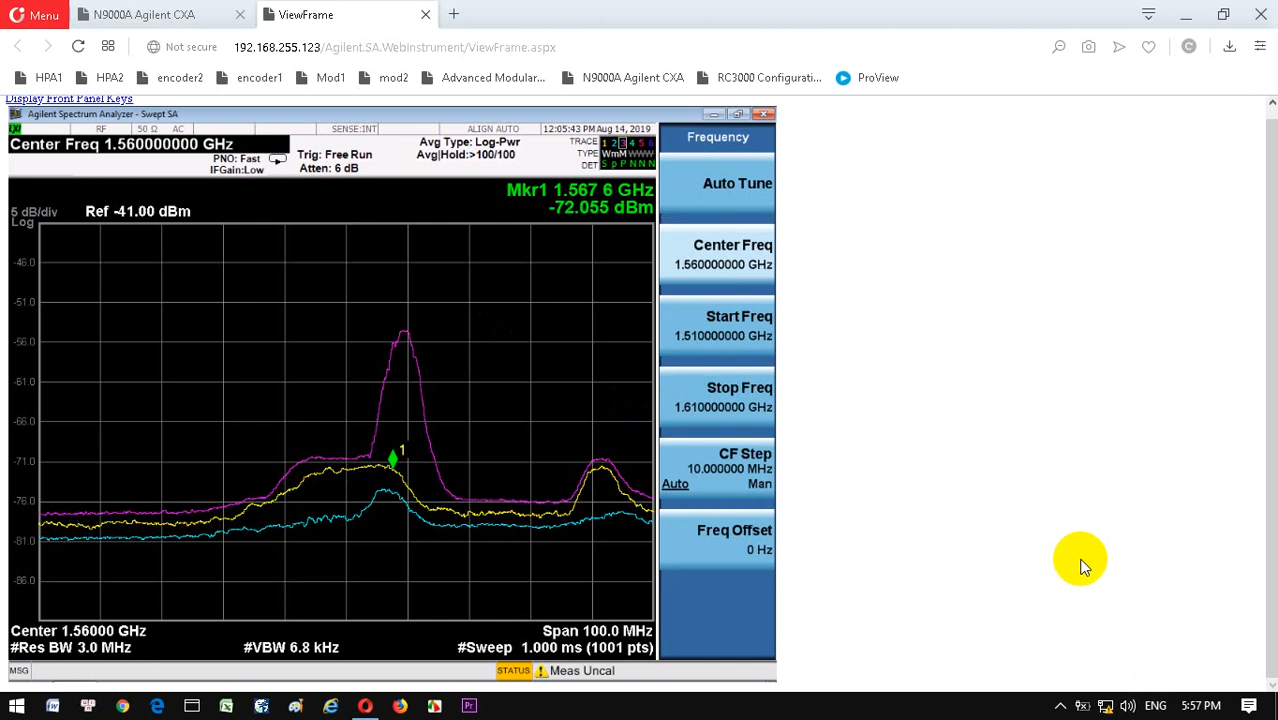 Menu
N9000A Agilent CXA
ViewFrame
Not secure
192.168.255.123/Agilent.SA.WebInstrument/ViewFrame.aspx
HPA1
HPA2
encoder2
encoder1
Mod1
mod2
Advanced Modular...
N9000A Agilent CXA
RC3000 Configurati...
ProView
Display Front Panel Keys
Agilent Spectrum Analyzer - Swept SA
RF
50 Ω
AC
SENSE:INT
ALIGN AUTO
12:05:43 PM Aug 14, 2019
Center Freq 1.560000000 GHz
PNO: Fast
IFGain:Low
Trig: Free Run
Atten: 6 dB
Avg Type: Log-Pwr
Avg|Hold:>100/100
TRACE 1 2 3 4 5 6
TYPE
DET S p P N N N
Mkr1 1.567 6 GHz
-72.055 dBm
5 dB/div
Log
Ref -41.00 dBm
-46.0
-51.0
-56.0
-61.0
-66.0
-71.0
-76.0
-81.0
-86.0
1
Center 1.56000 GHz
Span 100.0 MHz
#Res BW 3.0 MHz
#VBW 6.8 kHz
#Sweep 1.000 ms (1001 pts)
MSG
STATUS
Meas Uncal
Frequency
Auto Tune
Center Freq
1.560000000 GHz
Start Freq
1.510000000 GHz
Stop Freq
1.610000000 GHz
CF Step
10.000000 MHz
Auto Man
Freq Offset
0 Hz
ENG
5:57 PM